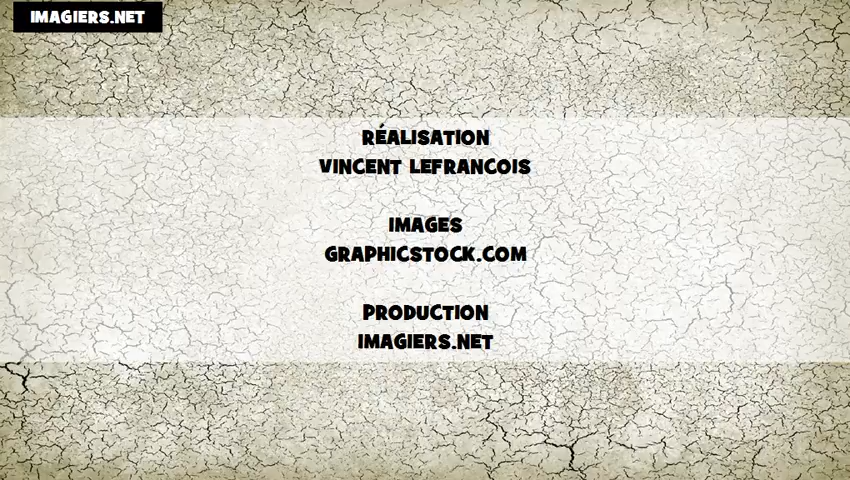 IMAGIERS.NET
RÉALISATION
VINCENT LEFRANCOIS
IMAGES
GRAPHICSTOCK.COM
PRODUCTION
IMAGIERS.NET